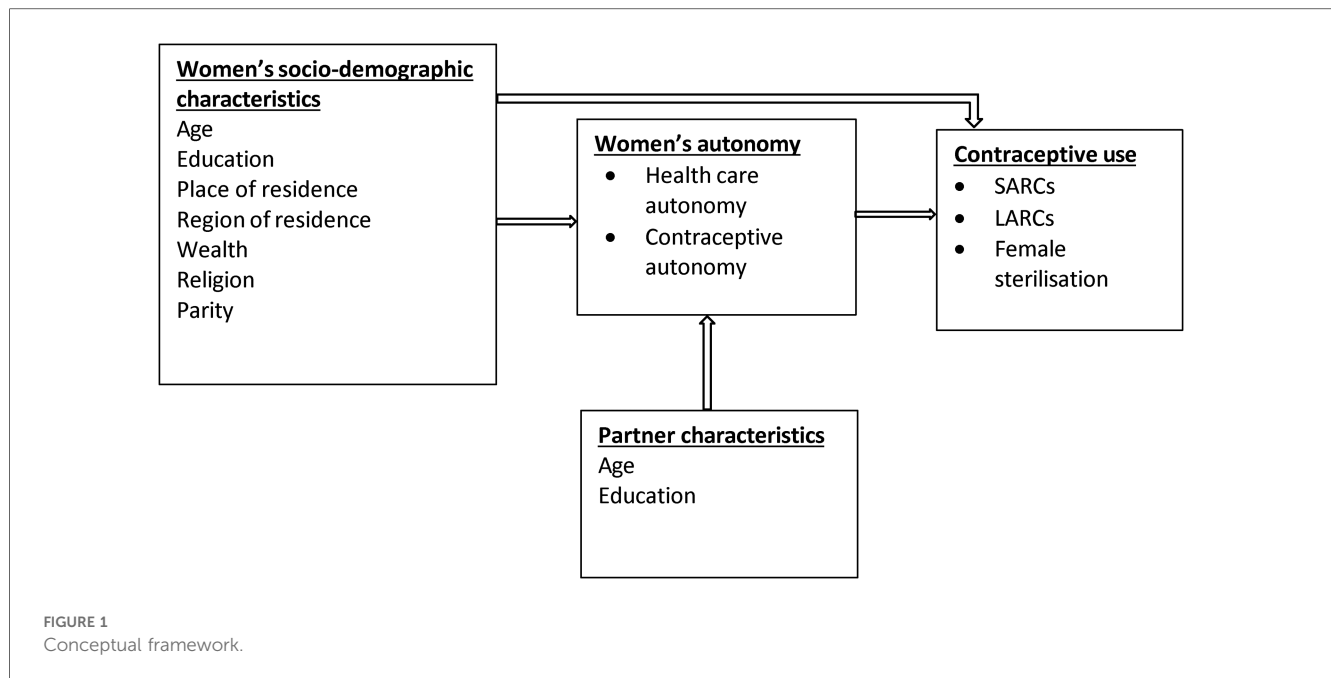 Women's socio-demographic
characteristics
Age
Education
Place of residence
Region of residence
Wealth
Religion
Parity
Women's autonomy
• Health care
autonomy
• Contraceptive
autonomy
Contraceptive use
• SARCs
• LARCs
• Female
sterilisation
Partner characteristics
Age
Education
FIGURE 1
Conceptual framework.